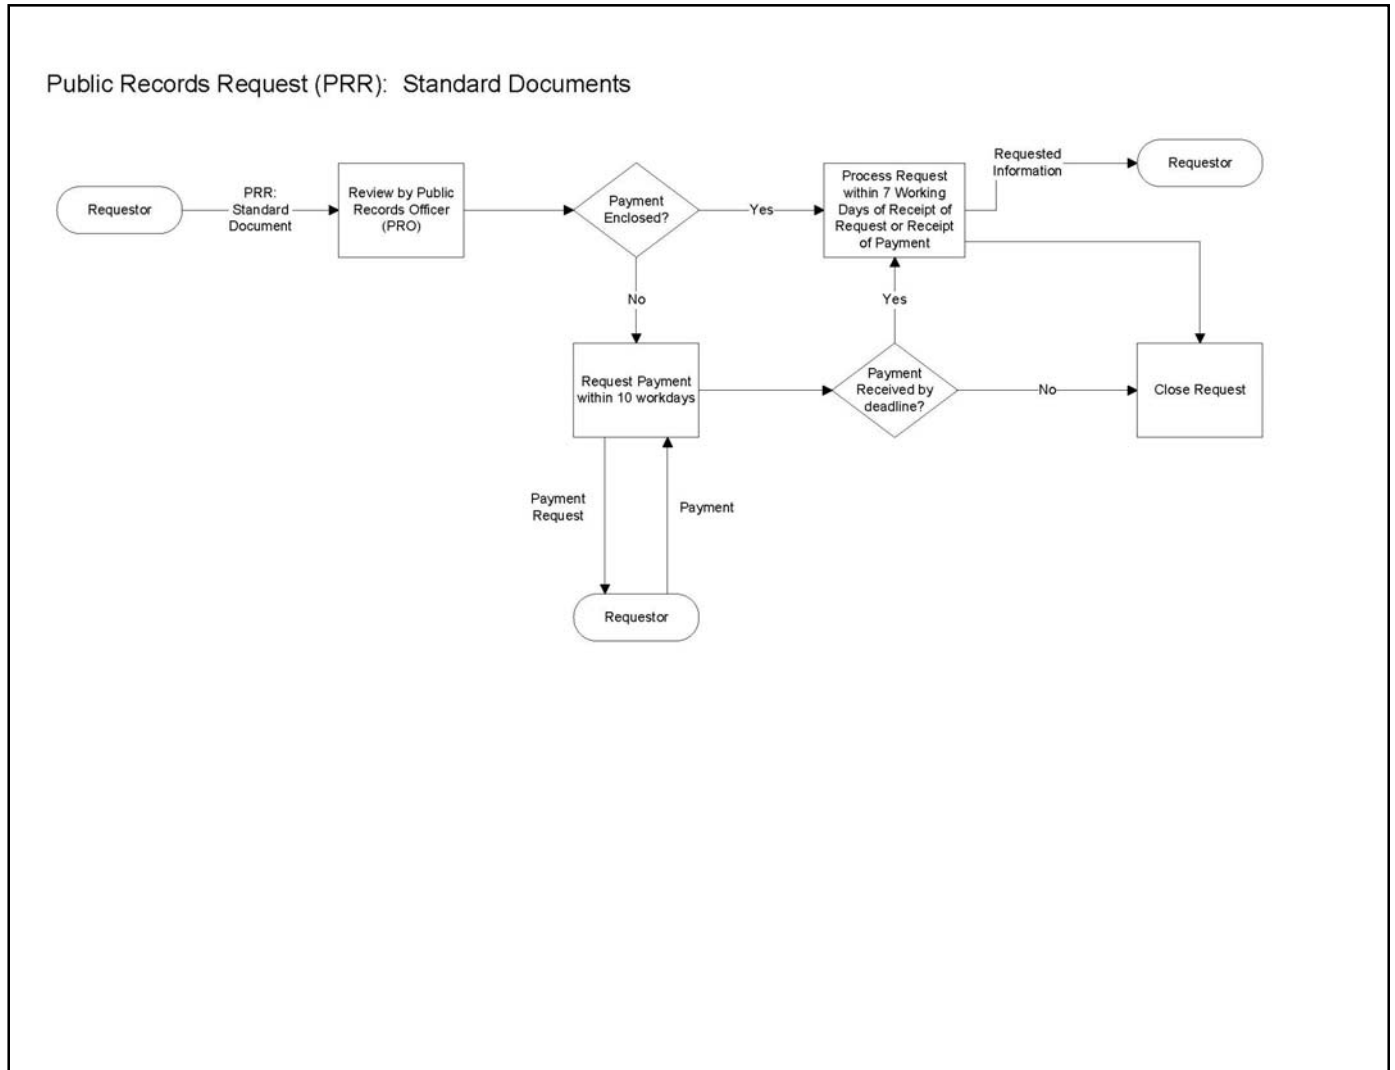 Public Records Request (PRR):  Standard Documents
Requestor
PRR:
Standard
Document
Review by Public
Records Officer
(PRO)
Payment
Enclosed?
Yes
Process Request
within 7 Working
Days of Receipt of
Request or Receipt
of Payment
Requested
Information
Requestor
No
Yes
Request Payment
within 10 workdays
Payment
Received by
deadline?
No
Close Request
Payment
Request
Payment
Requestor